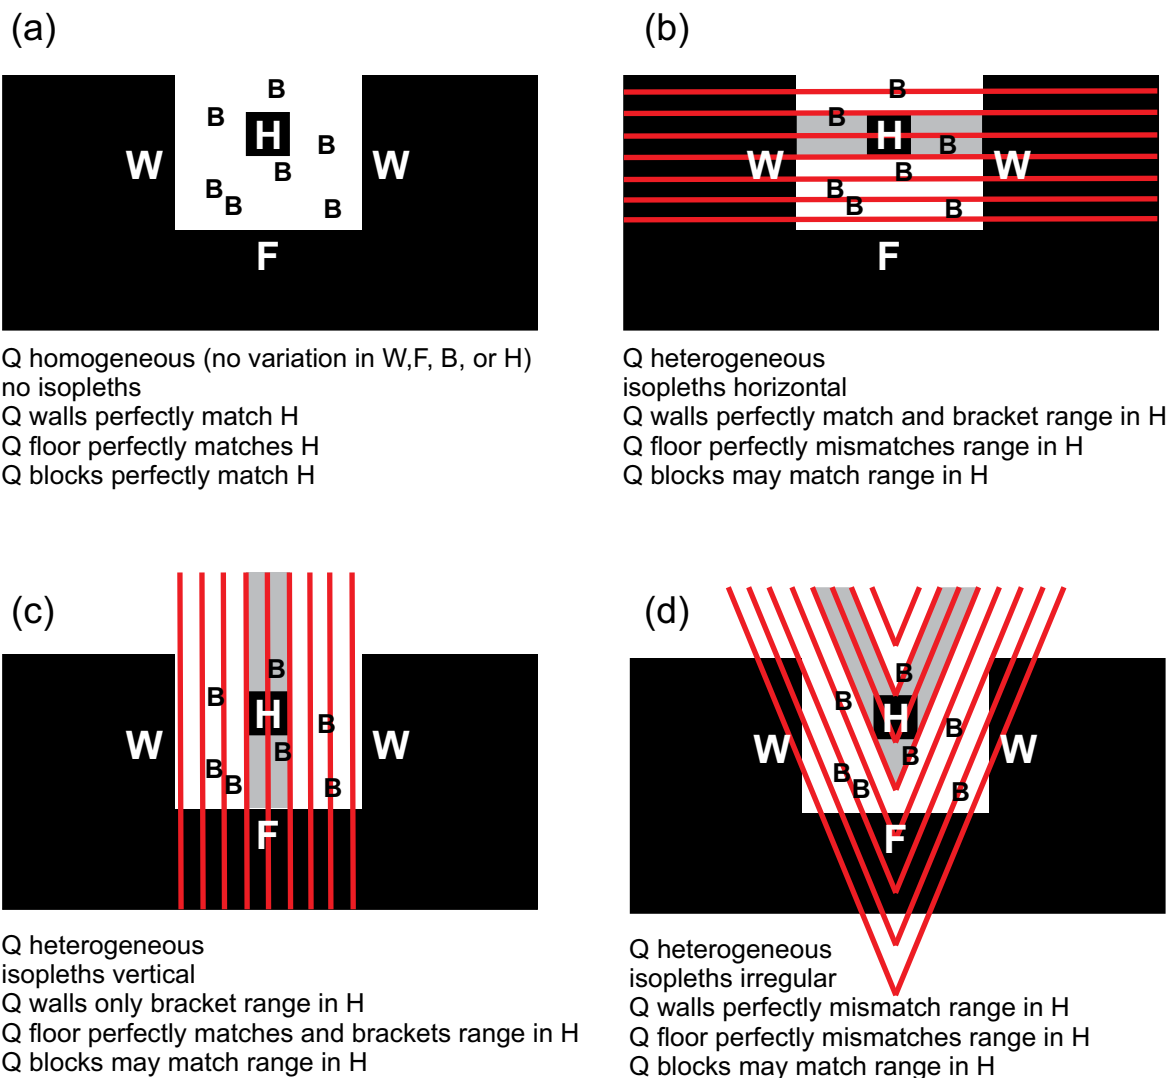 (a)
B
B
H
B
W
B
W
B
B
B
F
Q homogeneous (no variation in W,F, B, or H)
no isopleths
Q walls perfectly match H
Q floor perfectly matches H
Q blocks perfectly match H
(b)
B
B
H
B
W
B
W
B
B
B
F
Q heterogeneous
isopleths horizontal
Q walls perfectly match and bracket range in H
Q floor perfectly mismatches range in H
Q blocks may match range in H
(c)
B
B
H
B
W
B
W
B
B
B
F
Q heterogeneous
isopleths vertical
Q walls only bracket range in H
Q floor perfectly matches and brackets range in H
Q blocks may match range in H
(d)
B
B
H
B
W
B
W
B
B
B
F
Q heterogeneous
isopleths irregular
Q walls perfectly mismatch range in H
Q floor perfectly mismatches range in H
Q blocks may match range in H